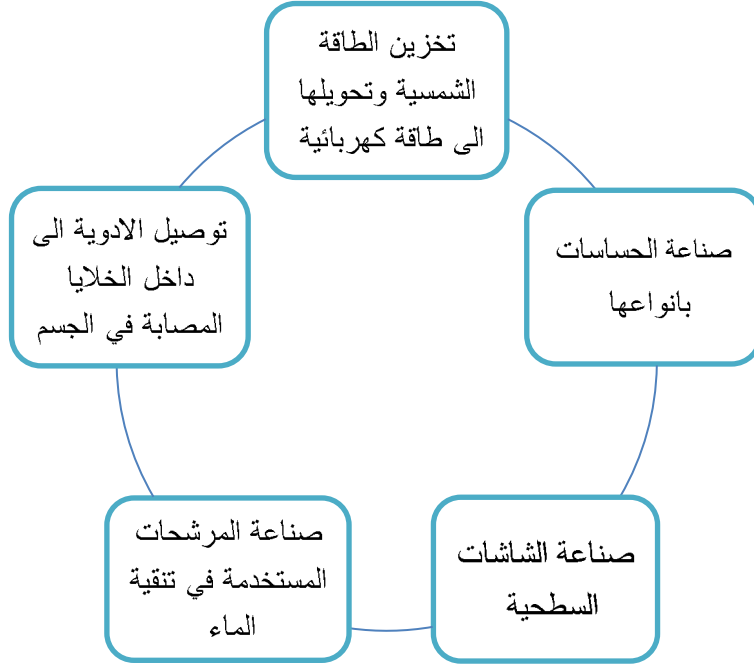 تخزين الطاقة
الشمسية وتحويلها
الى طاقة كهربائية
صناعة الحساسات
بانواعها
صناعة الشاشات
السطحية
صناعة المرشحات
المستخدمة في تنقية
الماء
توصيل الادوية الى
داخل الخلايا
المصابة في الجسم